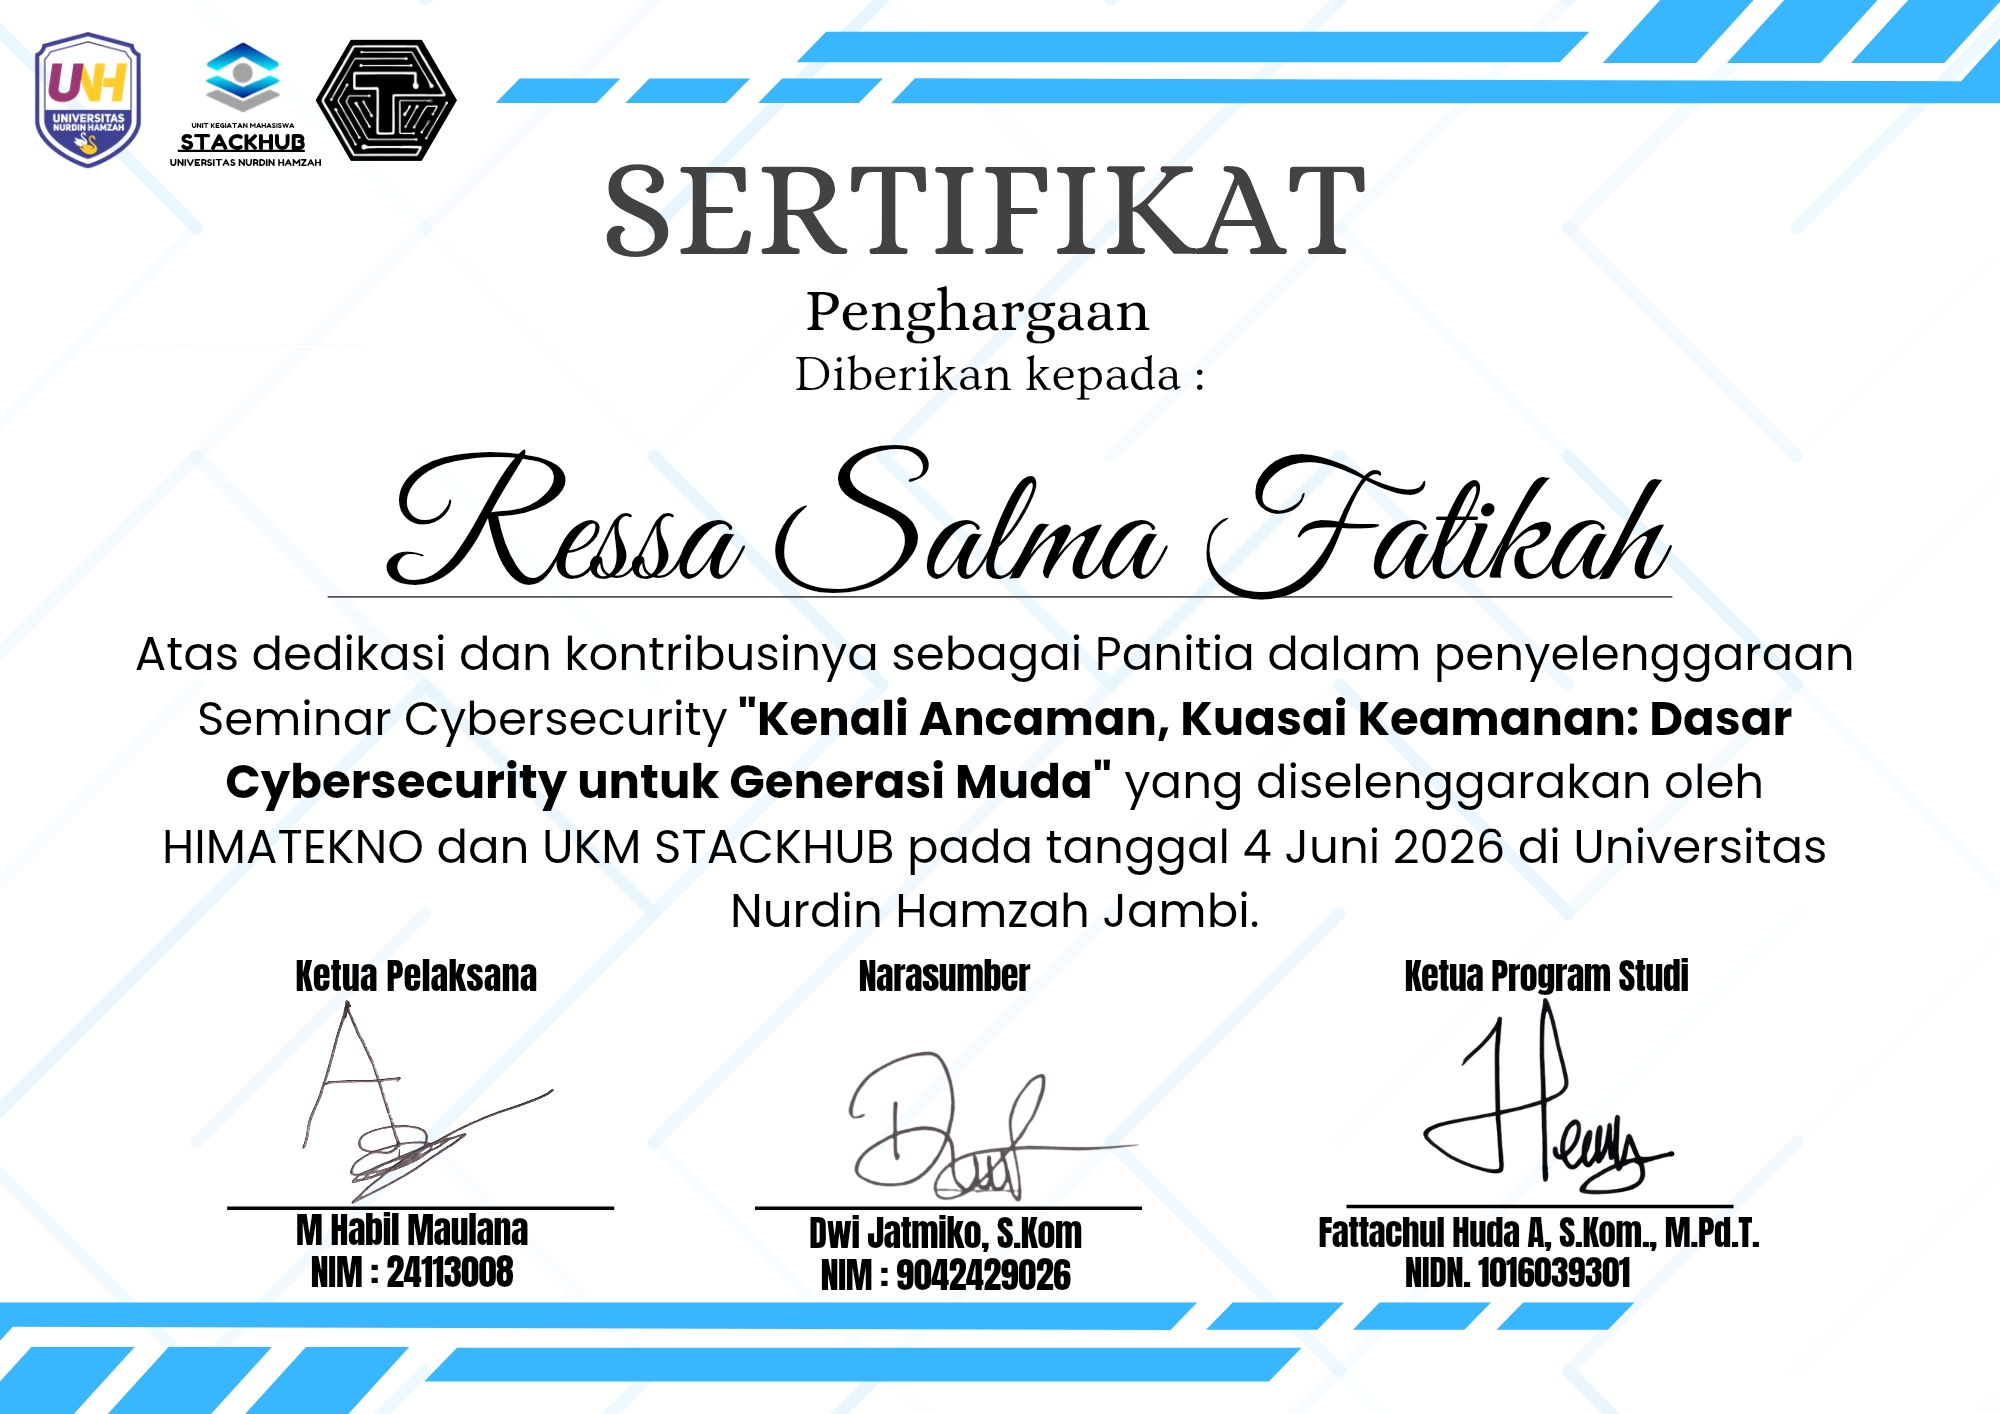 UNH
UNIVERSITAS
NURDIN HAMZAH
UNIT KEGIATAN MAHASISWA
STACKHUB
UNIVERSITAS NURDIN HAMZAH
T
SERTIFIKAT
Penghargaan
Diberikan kepada :
Ressa Salma Fatikah
Atas dedikasi dan kontribusinya sebagai Panitia dalam penyelenggaraan
Seminar Cybersecurity "Kenali Ancaman, Kuasai Keamanan: Dasar
Cybersecurity untuk Generasi Muda" yang diselenggarakan oleh
HIMATEKNO dan UKM STACKHUB pada tanggal 4 Juni 2026 di Universitas
Nurdin Hamzah Jambi.
Ketua Pelaksana
M Habil Maulana
NIM : 24113008
Narasumber
Dwi Jatmiko, S.Kom
NIM : 9042429026
Ketua Program Studi
Fattachul Huda A, S.Kom., M.Pd.T.
NIDN. 1016039301